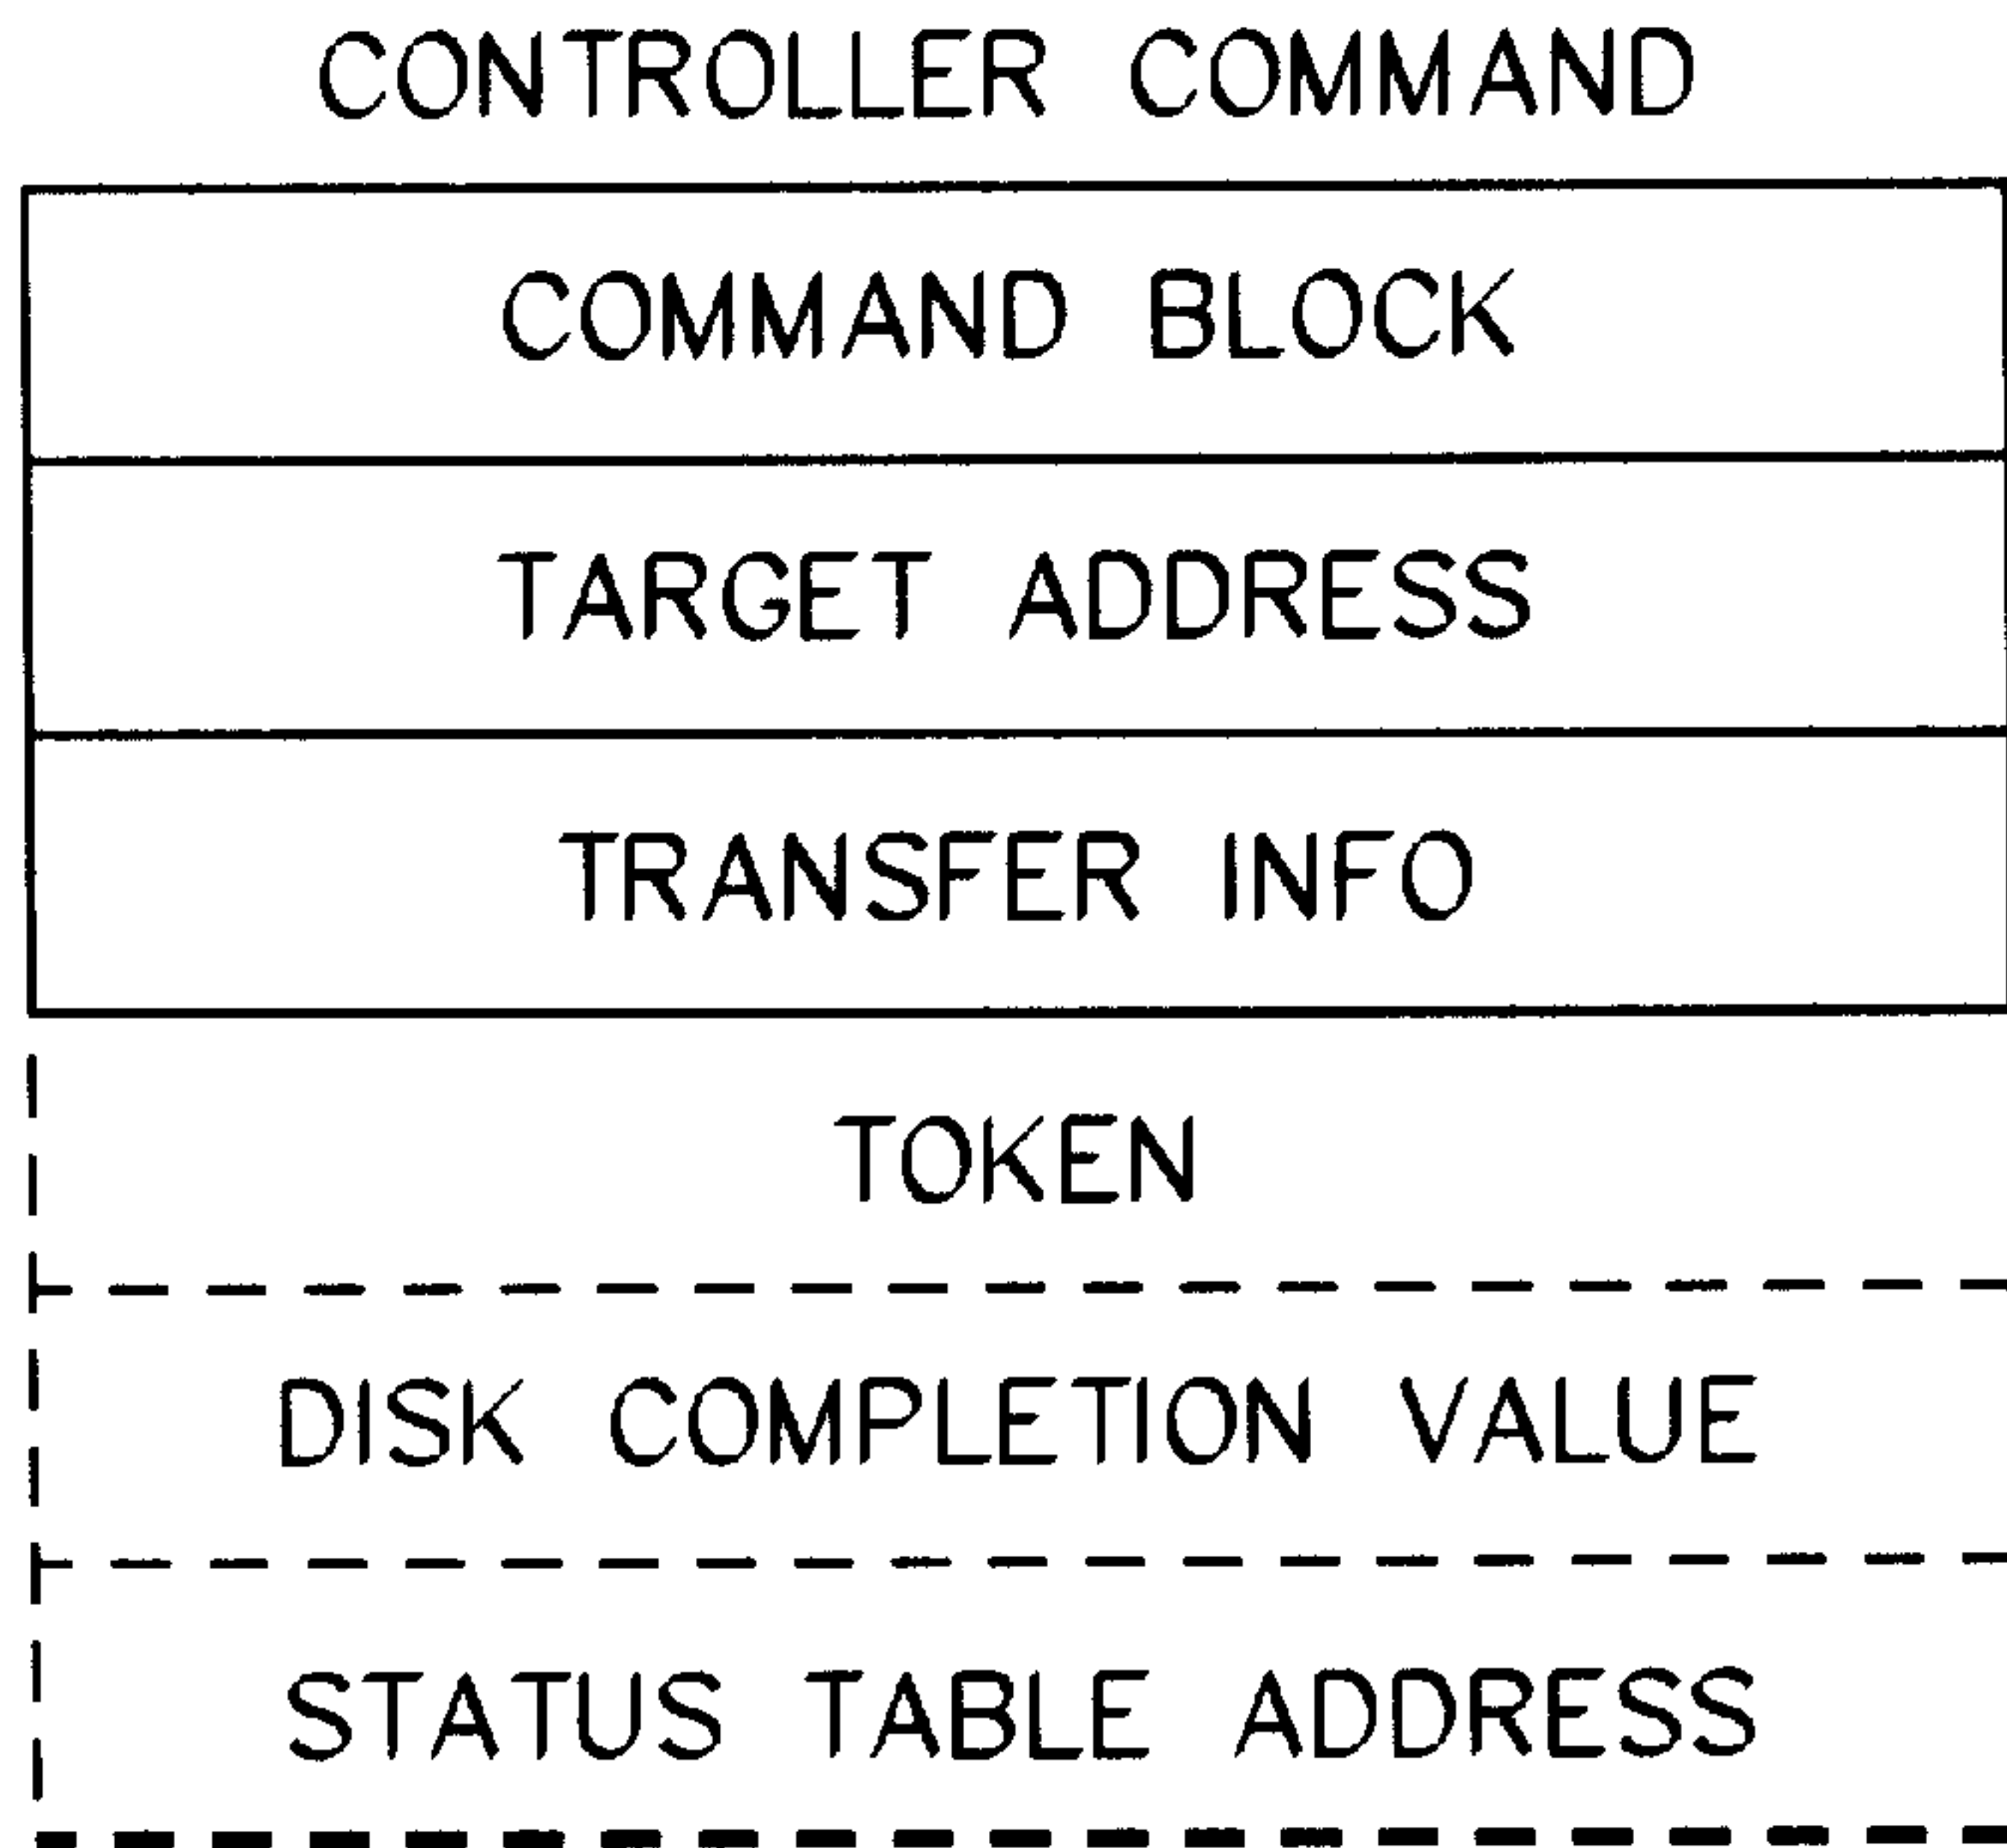 CONTROLLER COMMAND
COMMAND BLOCK
TARGET ADDRESS
TRANSFER INFO
TOKEN
DISK COMPLETION VALUE
STATUS TABLE ADDRESS